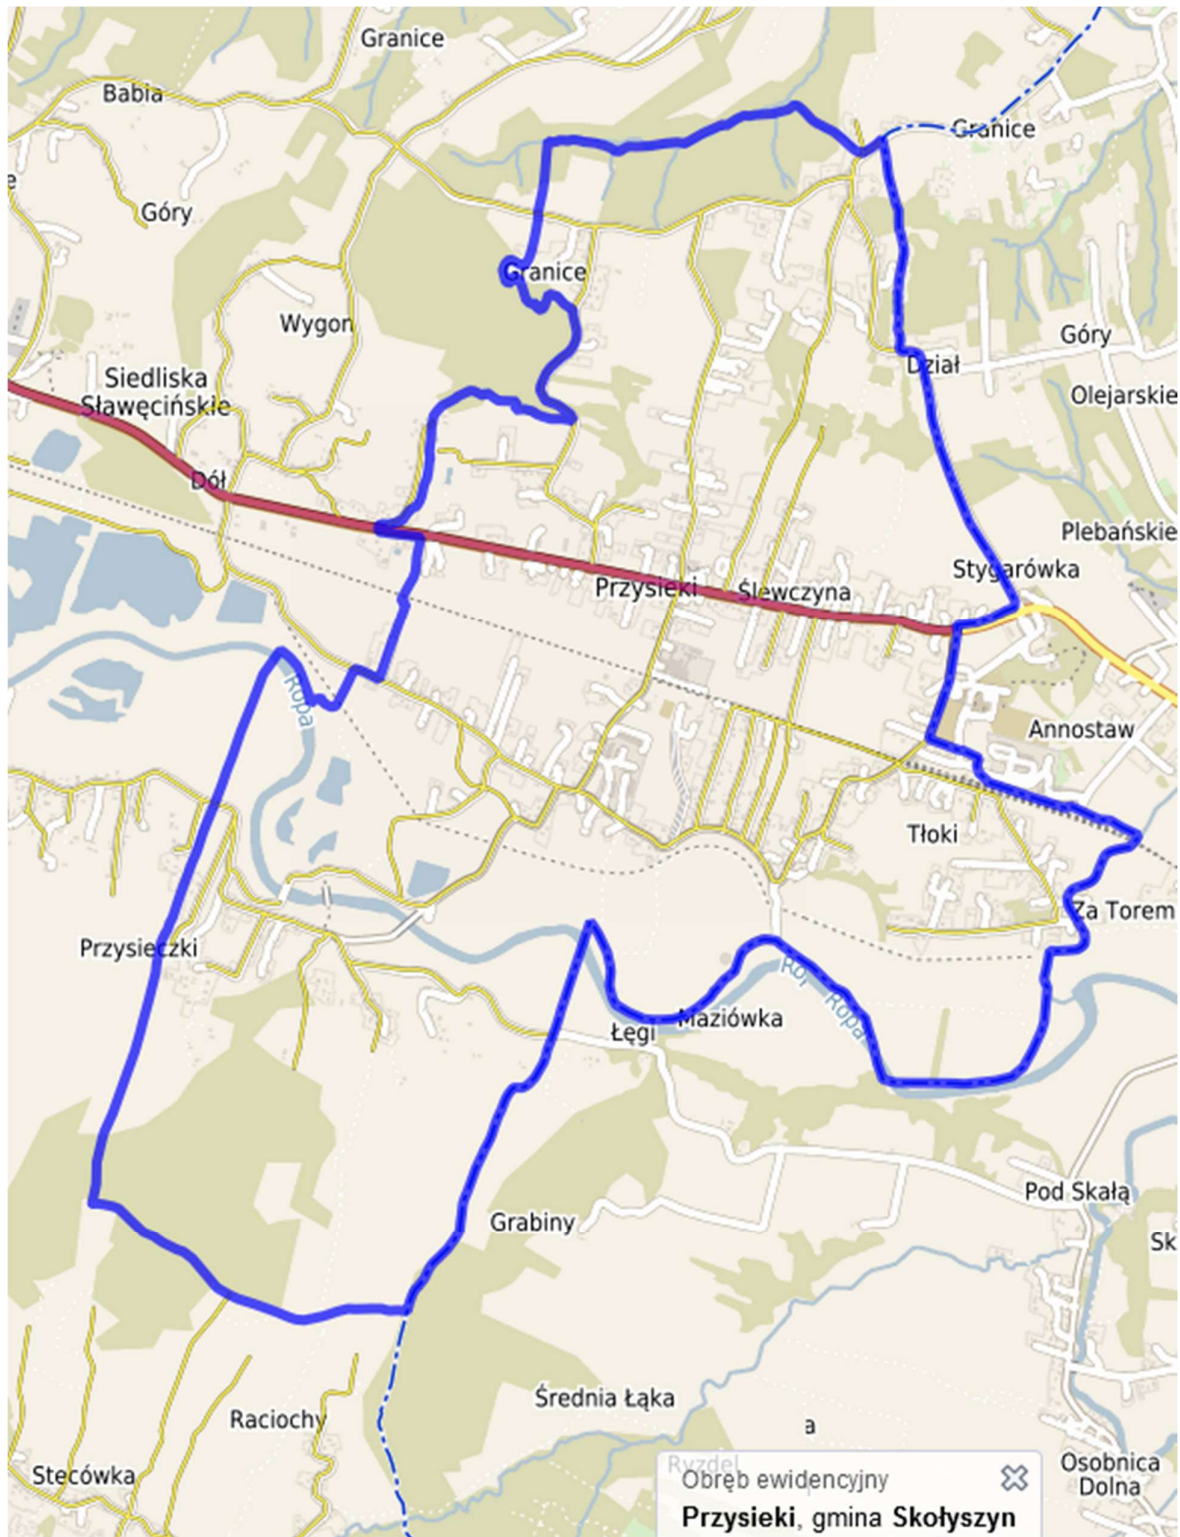 Granice
Babia
Granice
e
Góry
Granice
Wygon
Góry
Dział
Siedliska
Sławęcińskie
Olejarskie
Dół
Plebańskie
Stygarówka
Przysieki
Ślewczyna
Ropa
Annostaw
Tłoki
Za Torem
Przysieczki
Ropa
Łęgi
Maziówka
Pod Skałą
Grabiny
Sk
Średnia Łąka
Raciochy
a
Osobnica
Dolna
Stecówka
Ryzdel
Obręb ewidencyjny
Przysieki, gmina Skołyszyn